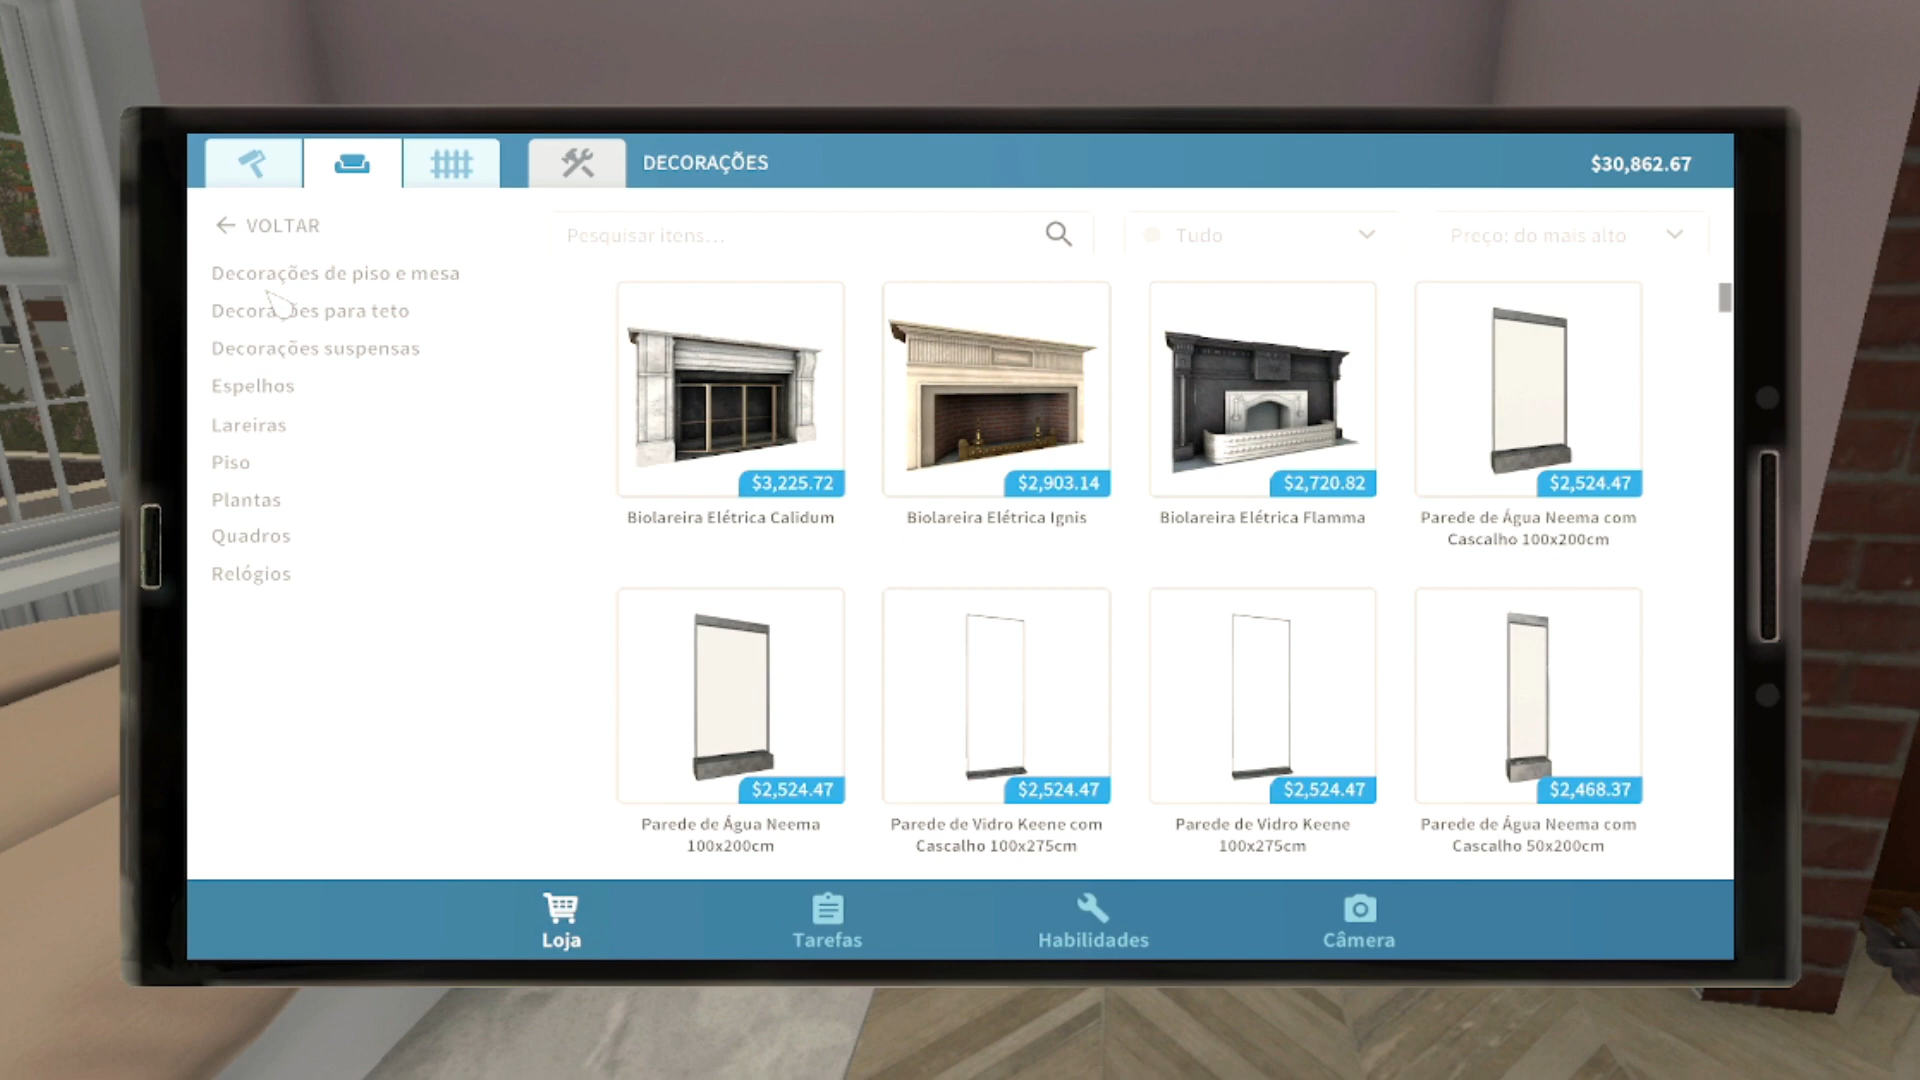 DECORAÇÕES
$30,862.67
VOLTAR
Pesquisar itens...
Tudo
Preço: do mais alto
Decorações de piso e mesa
Decorações para teto
Decorações suspensas
Espelhos
Lareiras
Piso
Plantas
Quadros
Relógios
$3,225.72
$2,903.14
$2,720.82
$2,524.47
Biolareira Elétrica Calidum
Biolareira Elétrica Ignis
Biolareira Elétrica Flamma
Parede de Água Neema com
Cascalho 100x200cm
$2,524.47
$2,524.47
$2,524.47
$2,468.37
Parede de Água Neema
100x200cm
Parede de Vidro Keene com
Cascalho 100x275cm
Parede de Vidro Keene
100x275cm
Parede de Água Neema com
Cascalho 50x200cm
Loja
Tarefas
Habilidades
Câmera